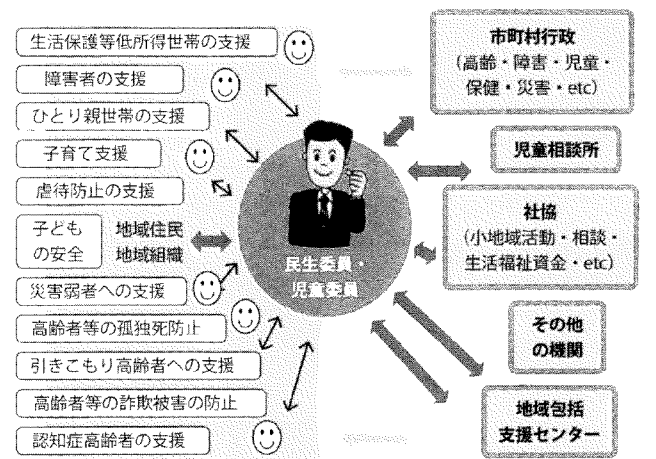 生活保護等低所得世帯の支援
障害者の支援
ひとり親世帯の支援
子育て支援
虐待防止の支援
子ども
の安全
地域住民
地域組織
災害弱者への支援
高齢者等の孤独死防止
引きこもり高齢者への支援
高齢者等の詐欺被害の防止
認知症高齢者の支援
民生委員・
児童委員
市町村行政
（高齢・障害・児童・
保健・災害・etc）
児童相談所
社協
（小地域活動・相談・
生活福祉資金・etc）
その他
の機関
地域包括
支援センター